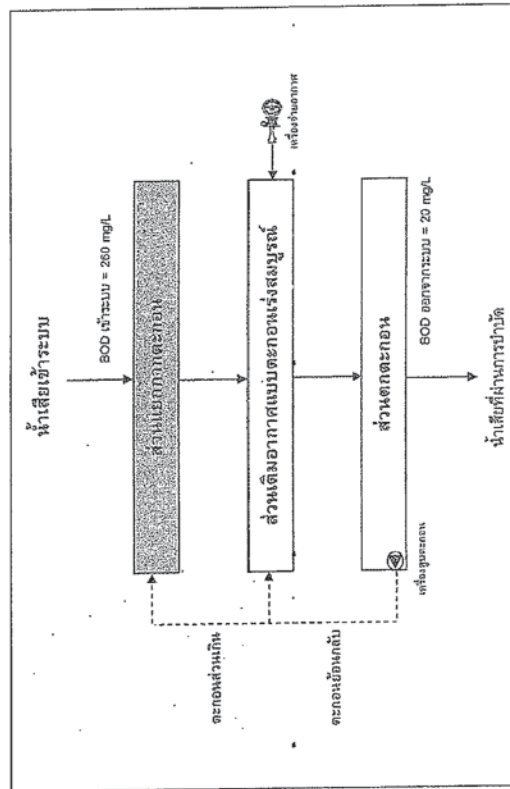 น้ำเสียเข้าระบบ
BOD เข้าระบบ = 260 mg/L
ส่วนแยกกากตะกอน
ส่วนเติมอากาศแบบตะกอนเร่งสมบูรณ์
เครื่องจ่ายอากาศ
ส่วนตกตะกอน
เครื่องสูบตะกอน
ตะกอนส่วนเกิน
ตะกอนย้อนกลับ
BOD ออกจากระบบ = 20 mg/L
น้ำเสียที่ผ่านการบำบัด